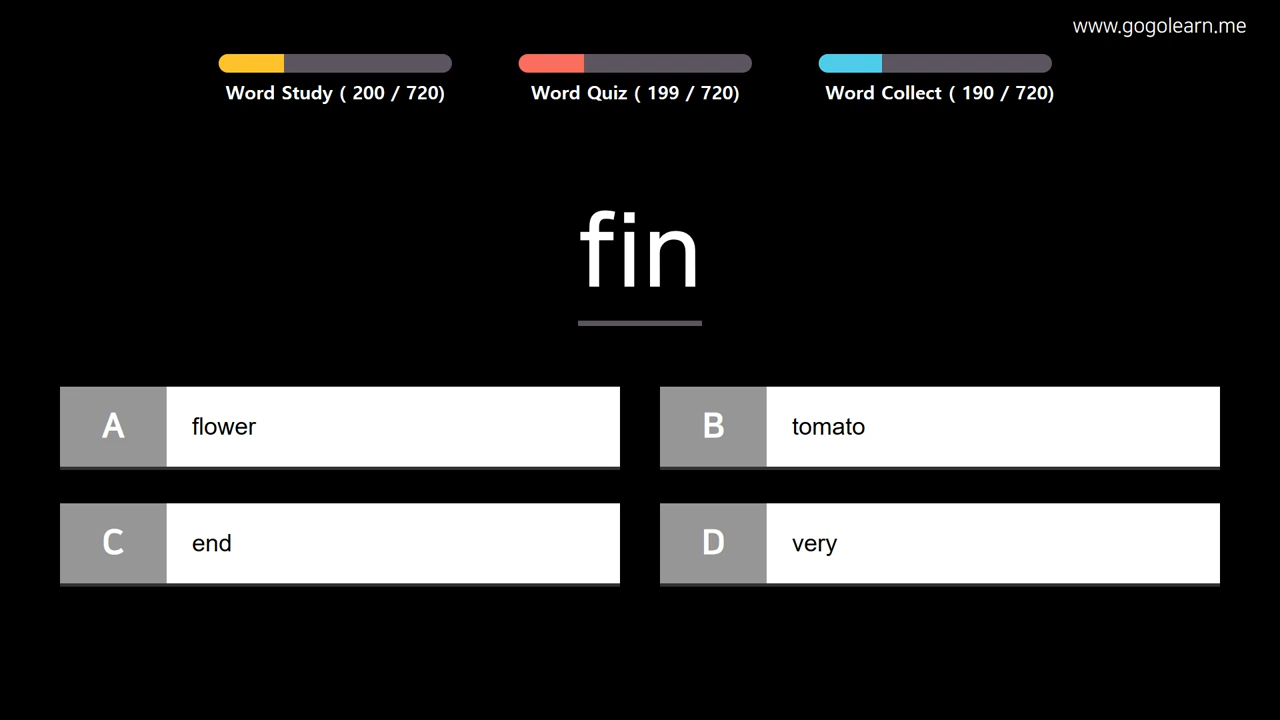 www.gogolearn.me
Word Study ( 200 / 720)
Word Quiz ( 199 / 720)
Word Collect ( 190 / 720)
fin
A flower
B tomato
C end
D very